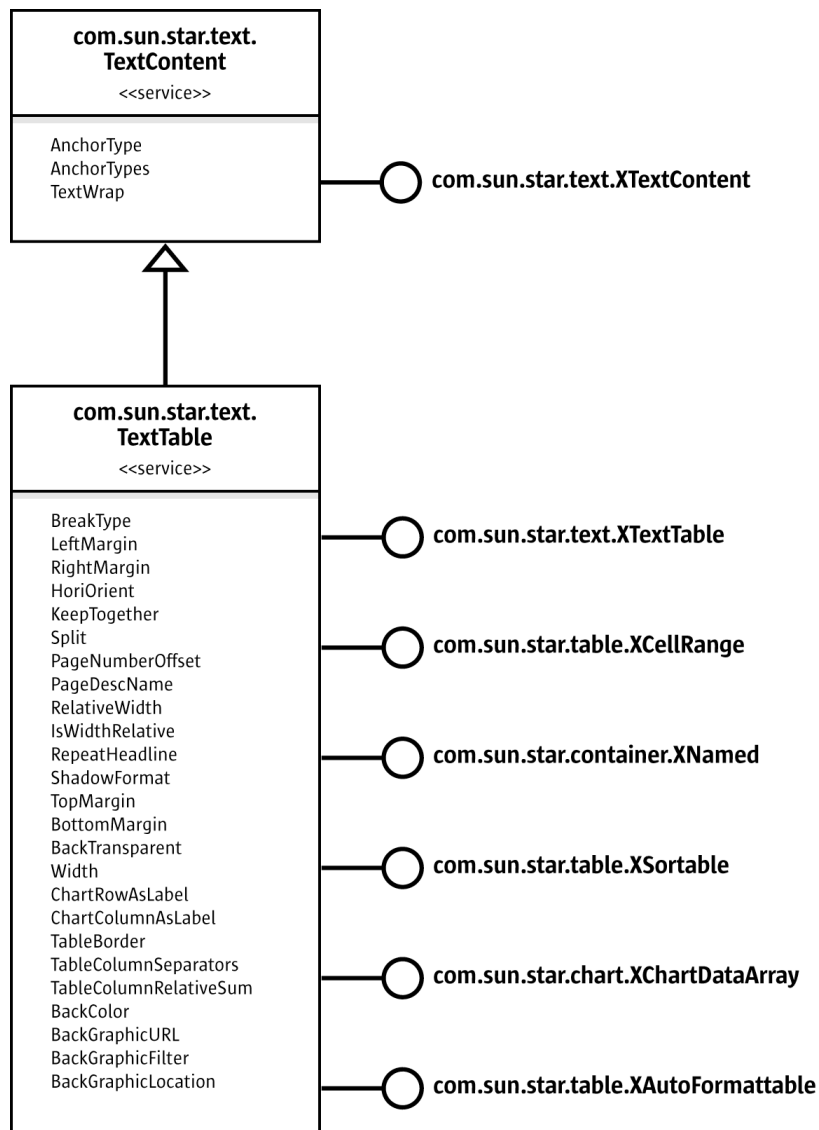 com.sun.star.text.
TextContent
<<service>>
AnchorType
AnchorTypes
TextWrap
com.sun.star.text.XTextContent
com.sun.star.text.
TextTable
<<service>>
BreakType
LeftMargin
RightMargin
HoriOrient
KeepTogether
Split
PageNumberOffset
PageDescName
RelativeWidth
IsWidthRelative
RepeatHeadline
ShadowFormat
TopMargin
BottomMargin
BackTransparent
Width
ChartRowAsLabel
ChartColumnAsLabel
TableBorder
TableColumnSeparators
TableColumnRelativeSum
BackColor
BackGraphicURL
BackGraphicFilter
BackGraphicLocation
com.sun.star.text.XTextTable
com.sun.star.table.XCellRange
com.sun.star.container.XNamed
com.sun.star.table.XSortable
com.sun.star.chart.XChartDataArray
com.sun.star.table.XAutoFormattable